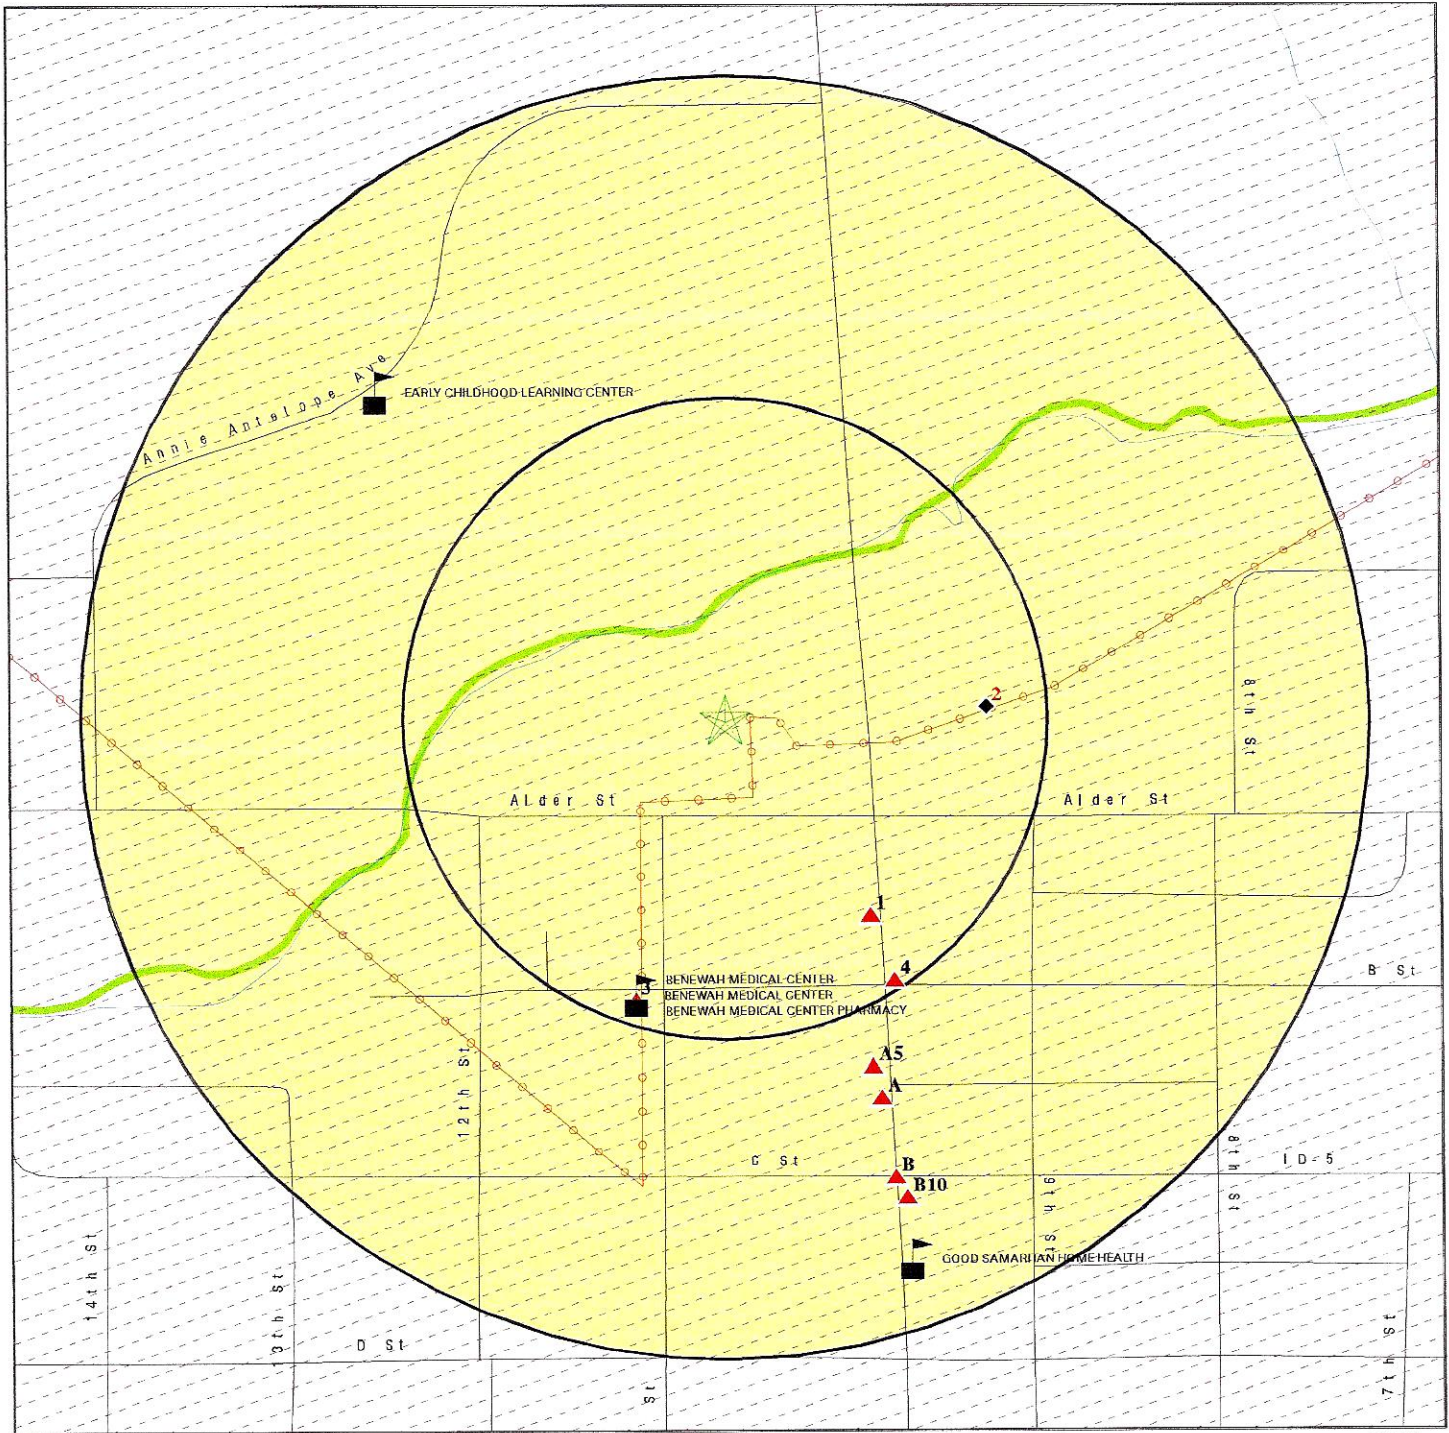 Annie Antelope Ave
EARLY CHILDHOOD LEARNING CENTER
2
8th St
Alder St
Alder St
1
4
B St
BENEWAH MEDICAL CENTER
3
BENEWAH MEDICAL CENTER
BENEWAH MEDICAL CENTER PHARMACY
A5
A
12th St
C St
B
8th St
ID-5
B10
9th St
GOOD SAMARITAN HOME HEALTH
14th St
13th St
D St
7th St
St